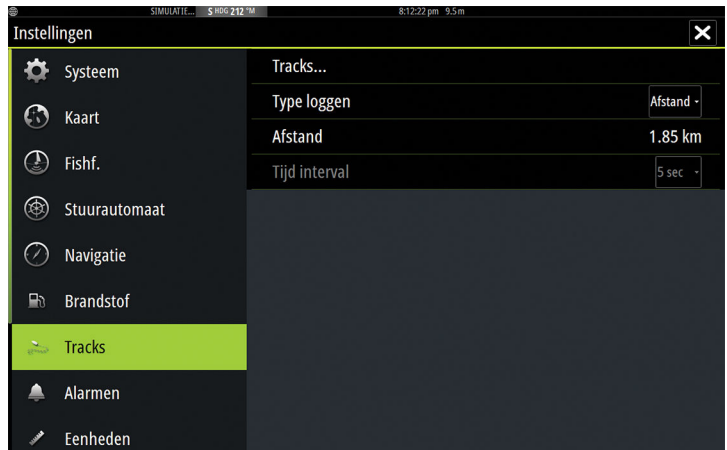 SIMULATIE... S HDG 212 °M 8:12:22 pm 9.5 m
Instellingen
Systeem
Kaart
Fishf.
Stuurautomaat
Navigatie
Brandstof
Tracks
Alarmen
Eenheden
Tracks...
Type loggen Afstand
Afstand 1.85 km
Tijd interval 5 sec